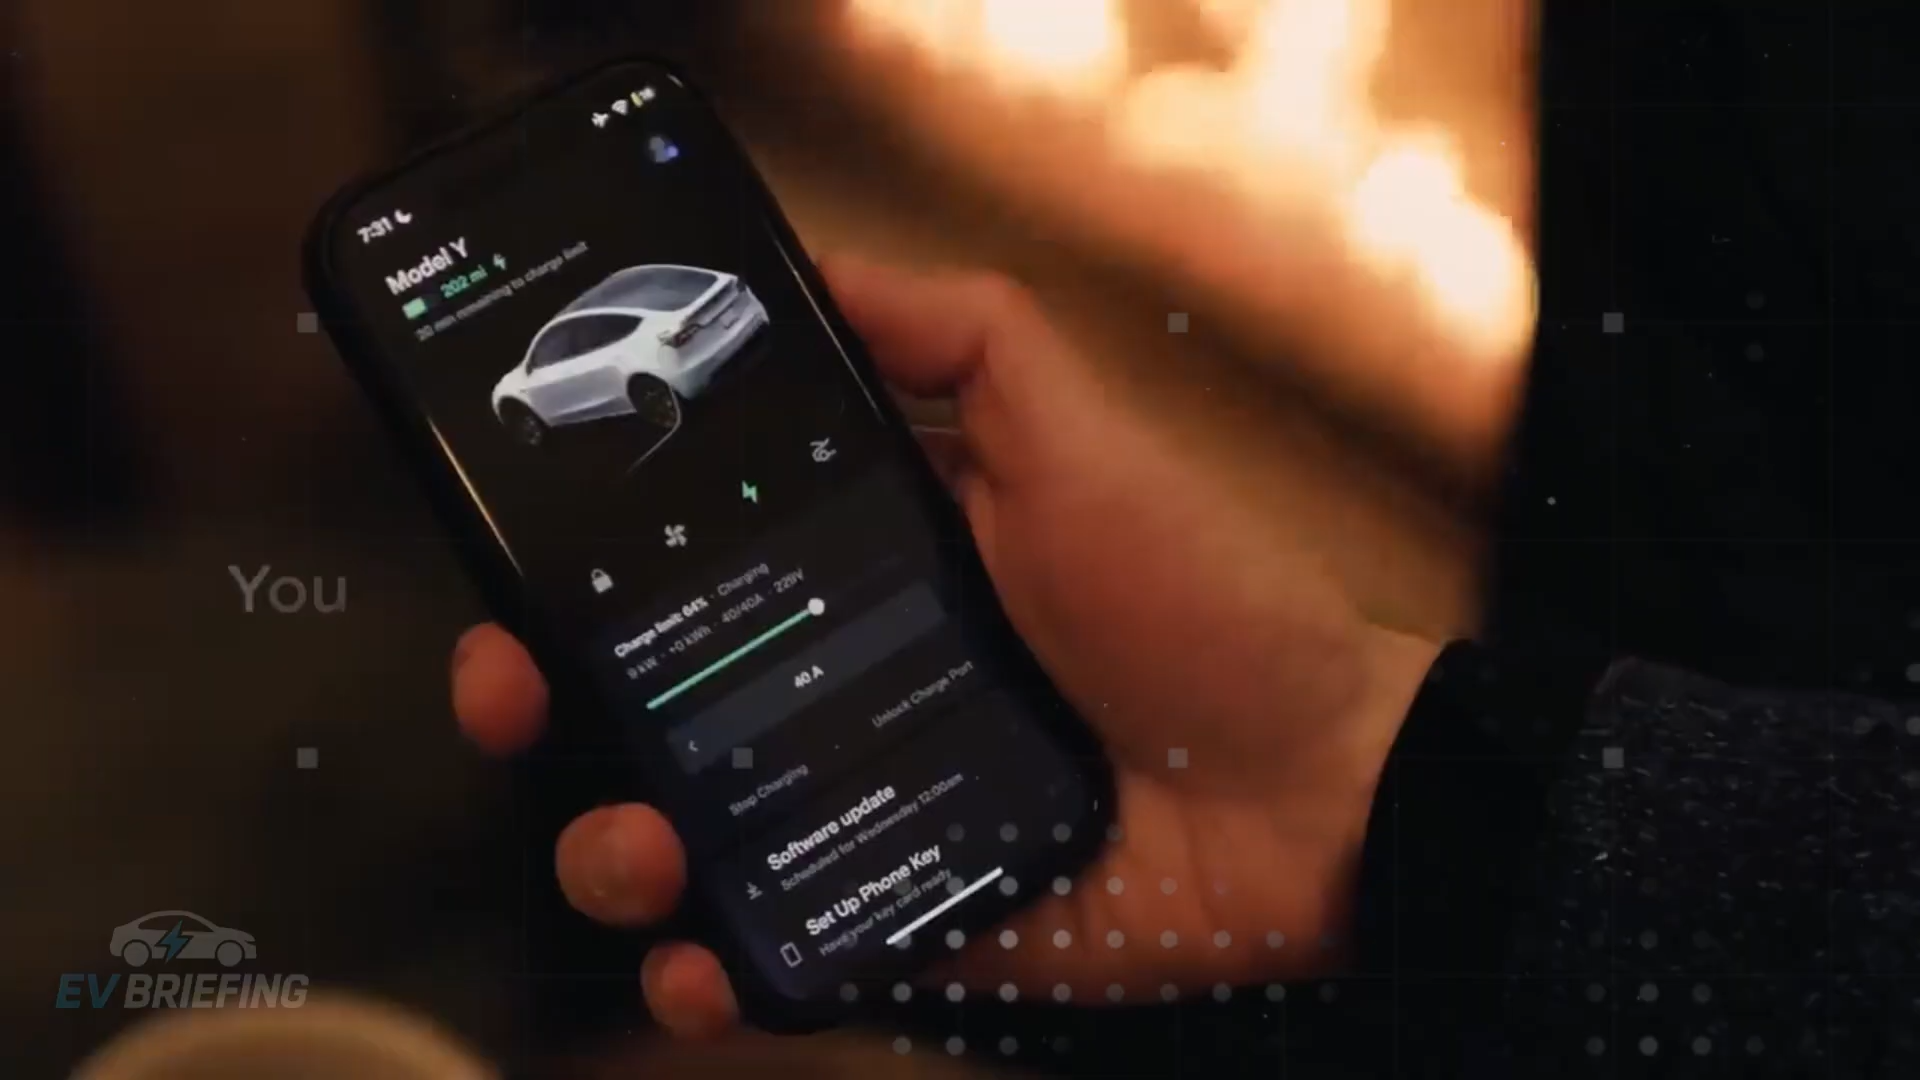 7:31
Model Y
202 mi
20 min remaining to charge limit
Charge limit: 64% · Charging
9 kW · +0 kWh · 40/40A · 229V
40 A
Unlock Charge Port
Stop Charging
Software update
Scheduled for Wednesday 12:00am
Set Up Phone Key
Have your key card ready
You
EV BRIEFING